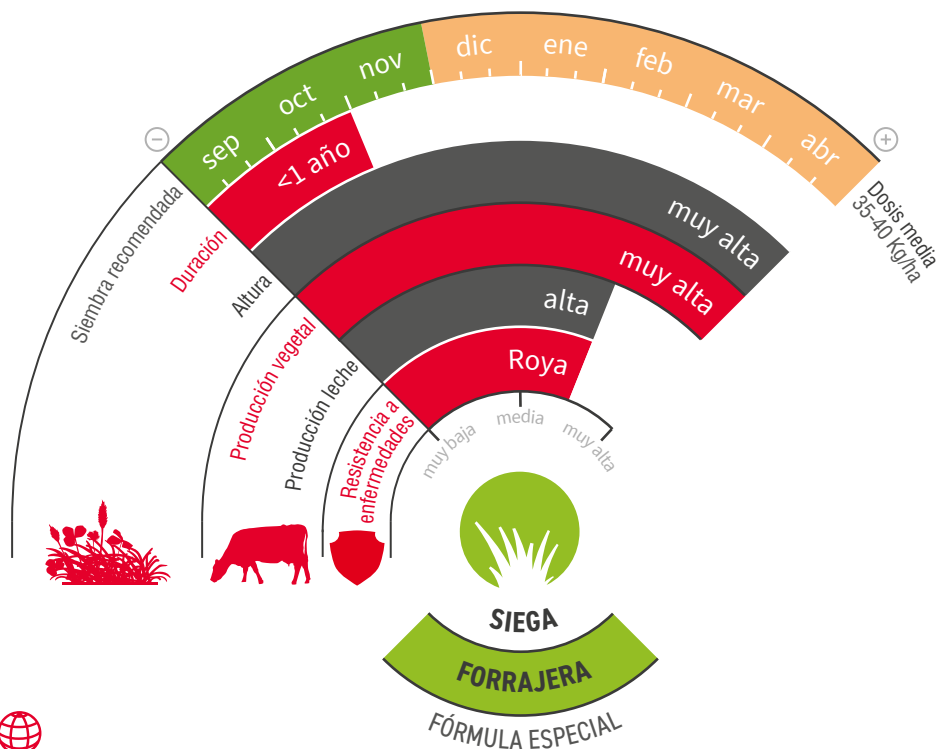 sep
oct
nov
dic
ene
feb
mar
abr
−
+
Dosis media
35-40 Kg/ha
<1 año
muy alta
muy alta
alta
Roya
Siembra recomendada
Duración
Altura
Producción vegetal
Producción leche
Resistencia a
enfermedades
muy baja
media
muy alta
SIEGA
FORRAJERA
FÓRMULA ESPECIAL